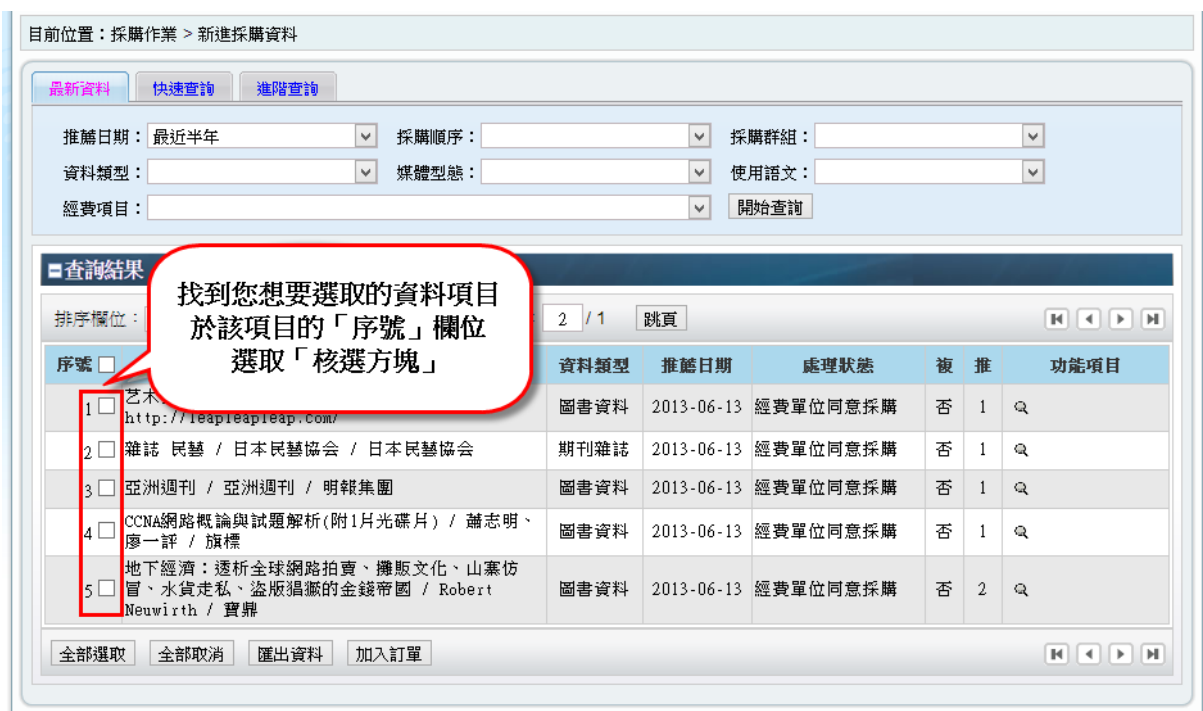 目前位置：採購作業 > 新進採購資料
最新資料 快速查詢 進階查詢
推薦日期： 最近半年 採購順序： 採購群組：
資料類型： 媒體型態： 使用語文：
經費項目： 開始查詢
查詢結果
找到您想要選取的資料項目
於該項目的「序號」欄位
選取「核選方塊」
排序欄位： 2 / 1 跳頁
序號 資料類型 推薦日期 處理狀態 複 推 功能項目
1 艺术
http://leapleapleap.com/ 圖書資料 2013-06-13 經費單位同意採購 否 1
2 雜誌 民藝 / 日本民藝協会 / 日本民藝協会 期刊雜誌 2013-06-13 經費單位同意採購 否 1
3 亞洲週刊 / 亞洲週刊 / 明報集團 圖書資料 2013-06-13 經費單位同意採購 否 1
4 CCNA網路概論與試題解析(附1片光碟片) / 蕭志明、
廖一評 / 旗標 圖書資料 2013-06-13 經費單位同意採購 否 1
地下經濟：透析全球網路拍賣、攤販文化、山寨仿
5 冒、水貨走私、盜版猖獗的金錢帝國 / Robert 圖書資料 2013-06-13 經費單位同意採購 否 2
Neuwirth / 寶鼎
全部選取 全部取消 匯出資料 加入訂單